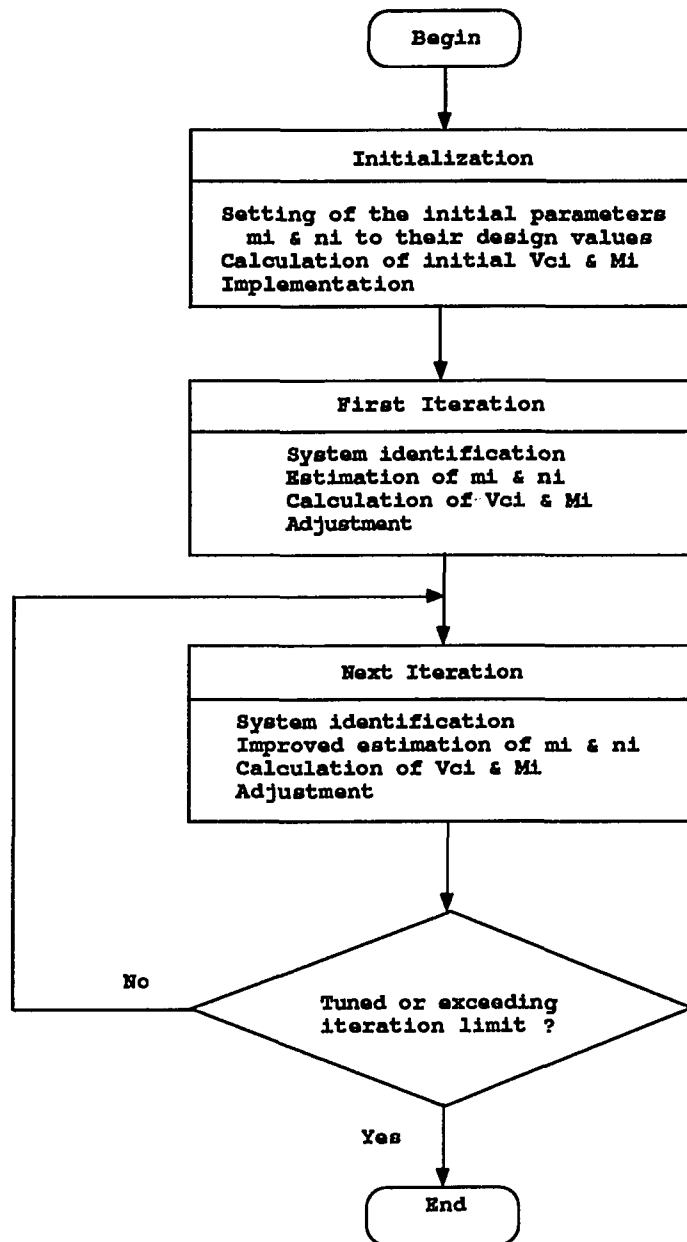 Begin
Initialization
Setting of the initial parameters
mi & ni to their design values
Calculation of initial Vci & Mi
Implementation
First Iteration
System identification
Estimation of mi & ni
Calculation of Vci & Mi
Adjustment
Next Iteration
System identification
Improved estimation of mi & ni
Calculation of Vci & Mi
Adjustment
No
Tuned or exceeding
iteration limit ?
Yes
End